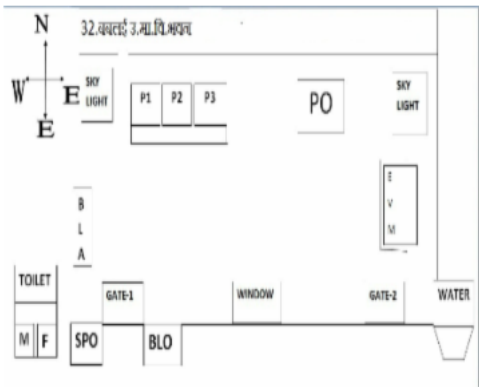 N
32.बबलई उ.मा.वि.भवन
W E
E
SKY LIGHT
P1 P2 P3
PO
SKY LIGHT
E V M
B L A
TOILET
GATE-1
WINDOW
GATE-2
WATER
M F
SPO
BLO